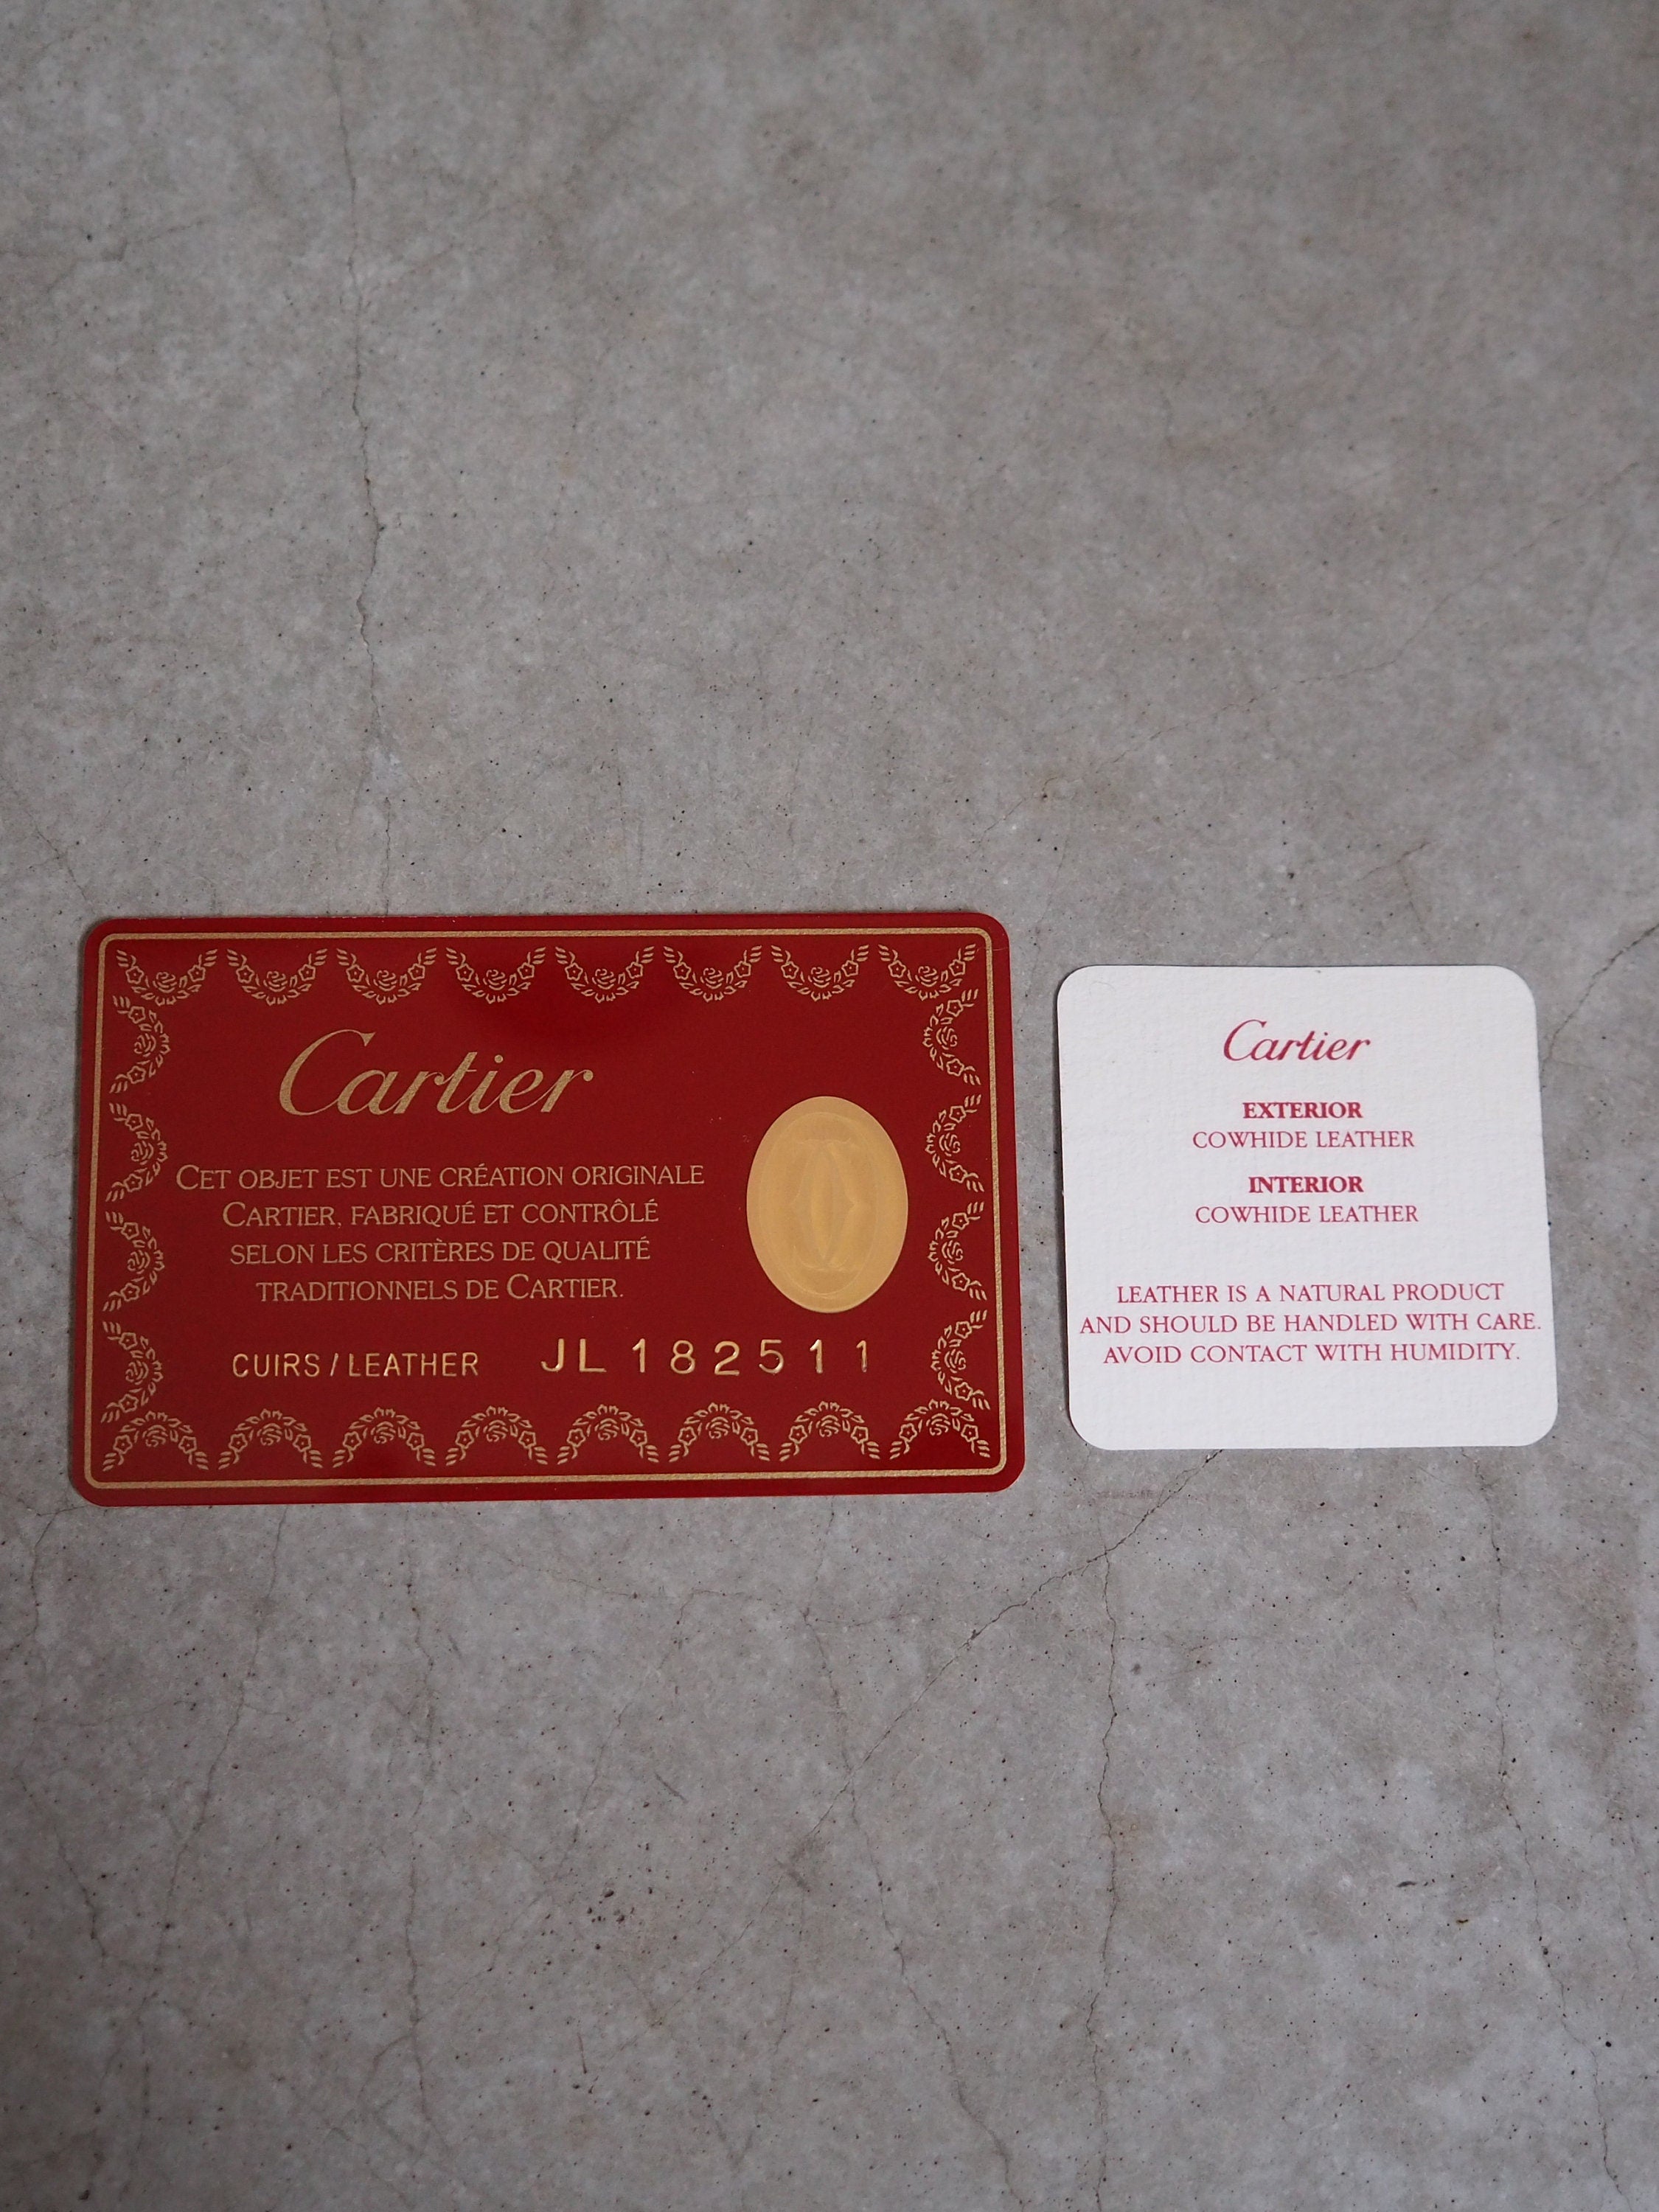 Cartier
CET OBJET EST UNE CRÉATION ORIGINALE
CARTIER, FABRIQUÉ ET CONTRÔLÉ
SELON LES CRITÈRES DE QUALITÉ
TRADITIONNELS DE CARTIER.
CUIRS/LEATHER JL 182511
Cartier
EXTERIOR
COWHIDE LEATHER
INTERIOR
COWHIDE LEATHER
LEATHER IS A NATURAL PRODUCT
AND SHOULD BE HANDLED WITH CARE.
AVOID CONTACT WITH HUMIDITY.